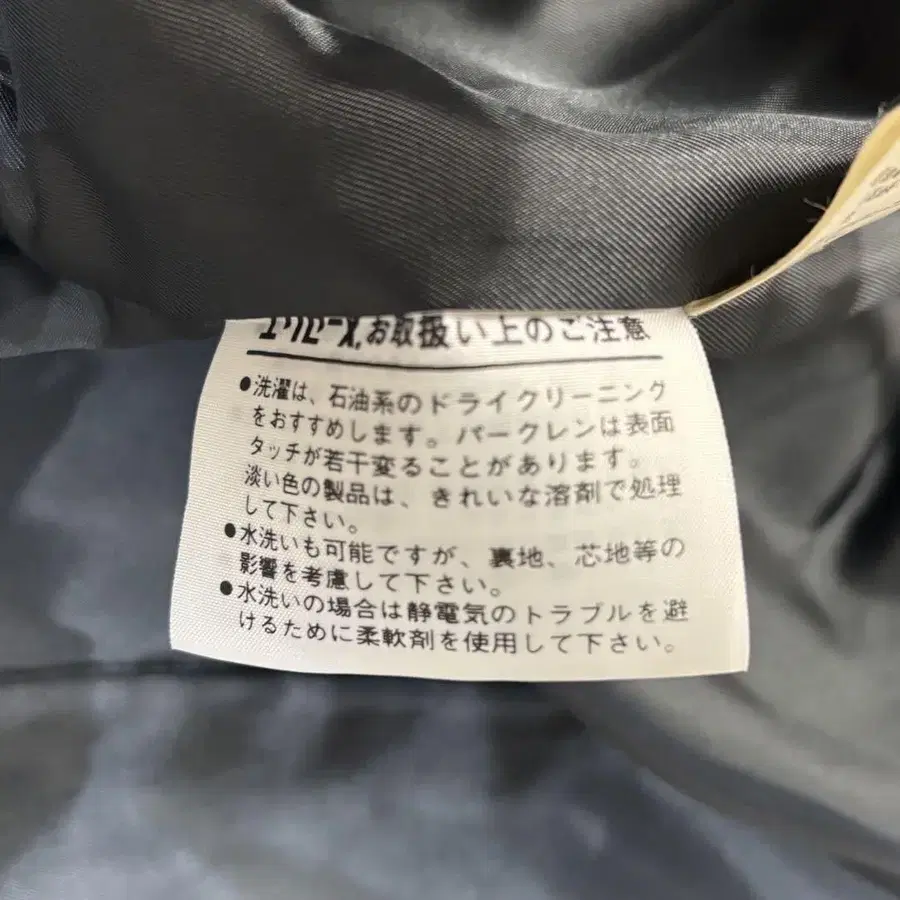 お取扱い上のご注意
●洗濯は、石油系のドライクリーニング
をおすすめします。パークレンは表面
タッチが若干変ることがあります。
淡い色の製品は、きれいな溶剤で処理
して下さい。
●水洗いも可能ですが、裏地、芯地等の
影響を考慮して下さい。
●水洗いの場合は静電気のトラブルを避
けるために柔軟剤を使用して下さい。